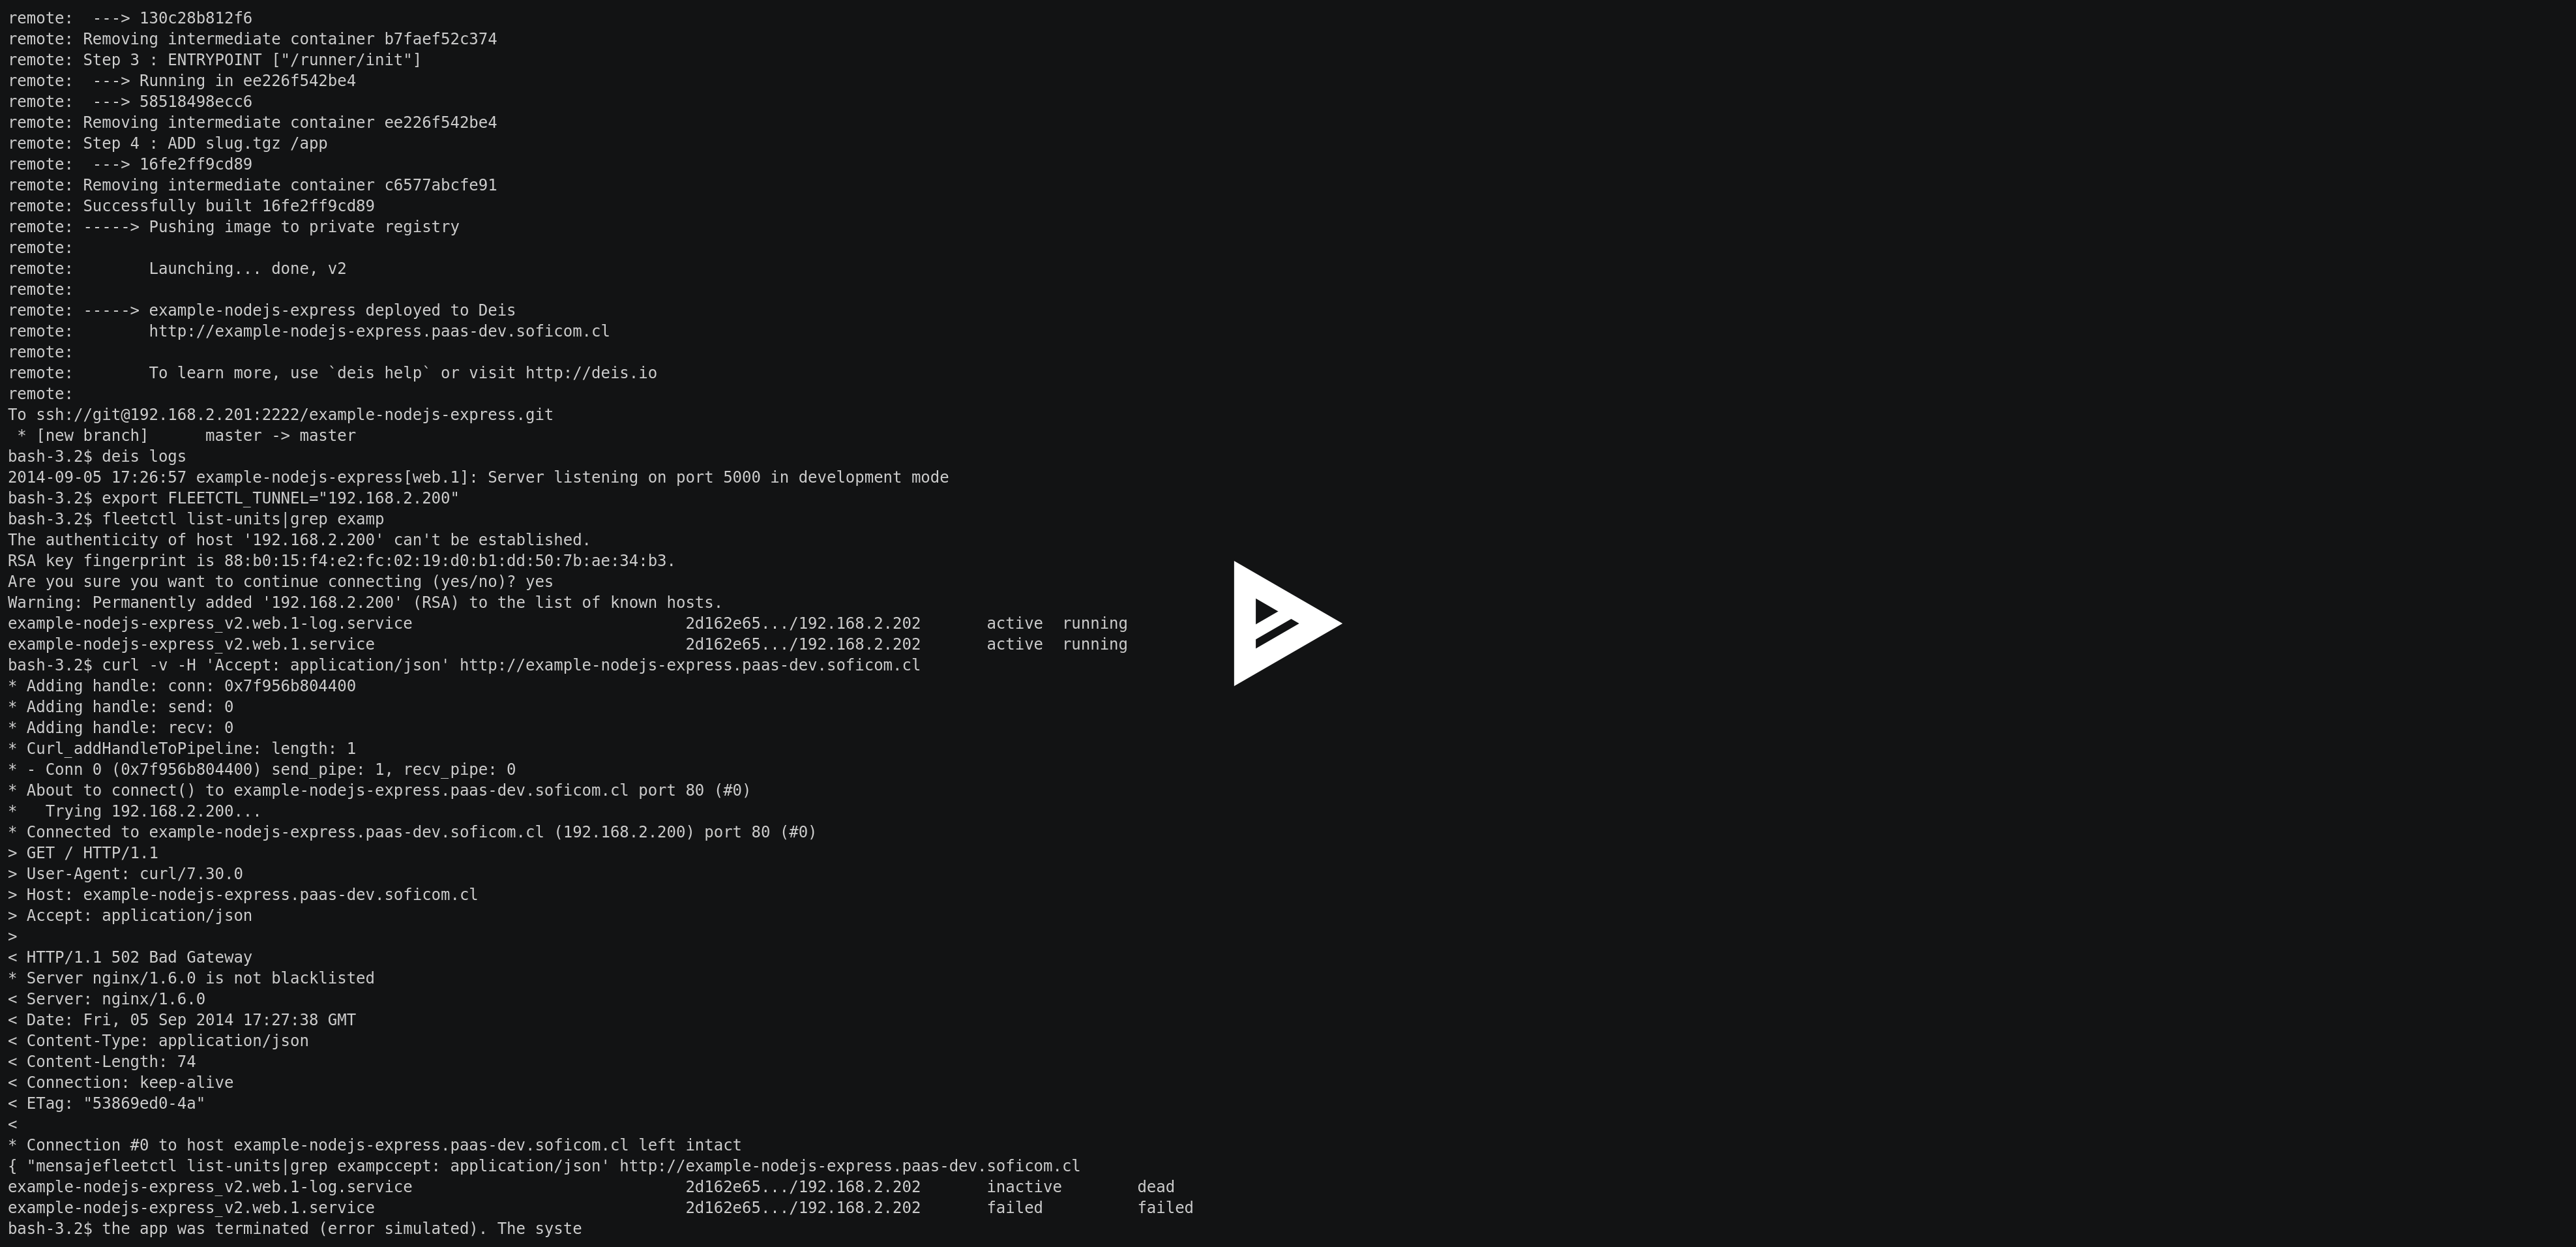 remote:  ---> 130c28b812f6
remote: Removing intermediate container b7faef52c374
remote: Step 3 : ENTRYPOINT ["/runner/init"]
remote:  ---> Running in ee226f542be4
remote:  ---> 58518498ecc6
remote: Removing intermediate container ee226f542be4
remote: Step 4 : ADD slug.tgz /app
remote:  ---> 16fe2ff9cd89
remote: Removing intermediate container c6577abcfe91
remote: Successfully built 16fe2ff9cd89
remote: -----> Pushing image to private registry
remote:
remote:        Launching... done, v2
remote:
remote: -----> example-nodejs-express deployed to Deis
remote:        http://example-nodejs-express.paas-dev.soficom.cl
remote:
remote:        To learn more, use `deis help` or visit http://deis.io
remote:
To ssh://git@192.168.2.201:2222/example-nodejs-express.git
 * [new branch]      master -> master
bash-3.2$ deis logs
2014-09-05 17:26:57 example-nodejs-express[web.1]: Server listening on port 5000 in development mode
bash-3.2$ export FLEETCTL_TUNNEL="192.168.2.200"
bash-3.2$ fleetctl list-units|grep examp
The authenticity of host '192.168.2.200' can't be established.
RSA key fingerprint is 88:b0:15:f4:e2:fc:02:19:d0:b1:dd:50:7b:ae:34:b3.
Are you sure you want to continue connecting (yes/no)? yes
Warning: Permanently added '192.168.2.200' (RSA) to the list of known hosts.
example-nodejs-express_v2.web.1-log.service                             2d162e65.../192.168.2.202       active  running
example-nodejs-express_v2.web.1.service                                 2d162e65.../192.168.2.202       active  running
bash-3.2$ curl -v -H 'Accept: application/json' http://example-nodejs-express.paas-dev.soficom.cl
* Adding handle: conn: 0x7f956b804400
* Adding handle: send: 0
* Adding handle: recv: 0
* Curl_addHandleToPipeline: length: 1
* - Conn 0 (0x7f956b804400) send_pipe: 1, recv_pipe: 0
* About to connect() to example-nodejs-express.paas-dev.soficom.cl port 80 (#0)
*   Trying 192.168.2.200...
* Connected to example-nodejs-express.paas-dev.soficom.cl (192.168.2.200) port 80 (#0)
> GET / HTTP/1.1
> User-Agent: curl/7.30.0
> Host: example-nodejs-express.paas-dev.soficom.cl
> Accept: application/json
>
< HTTP/1.1 502 Bad Gateway
* Server nginx/1.6.0 is not blacklisted
< Server: nginx/1.6.0
< Date: Fri, 05 Sep 2014 17:27:38 GMT
< Content-Type: application/json
< Content-Length: 74
< Connection: keep-alive
< ETag: "53869ed0-4a"
<
* Connection #0 to host example-nodejs-express.paas-dev.soficom.cl left intact
{ "mensajefleetctl list-units|grep exampccept: application/json' http://example-nodejs-express.paas-dev.soficom.cl
example-nodejs-express_v2.web.1-log.service                             2d162e65.../192.168.2.202       inactive        dead
example-nodejs-express_v2.web.1.service                                 2d162e65.../192.168.2.202       failed          failed
bash-3.2$ the app was terminated (error simulated). The syste